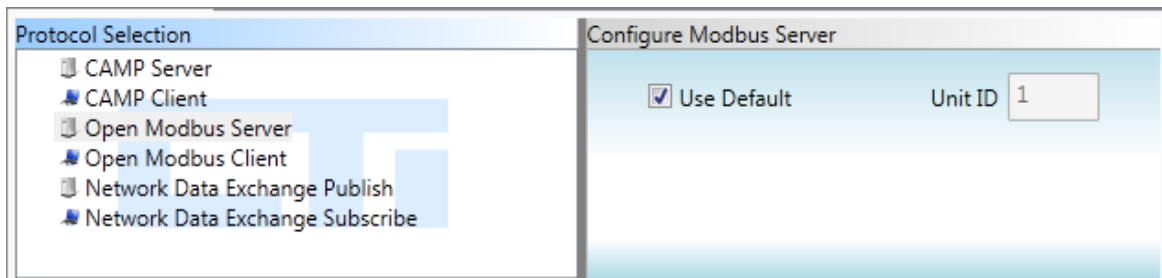 Protocol Selection
CAMP Server
CAMP Client
Open Modbus Server
Open Modbus Client
Network Data Exchange Publish
Network Data Exchange Subscribe
Configure Modbus Server
Use Default Unit ID 1